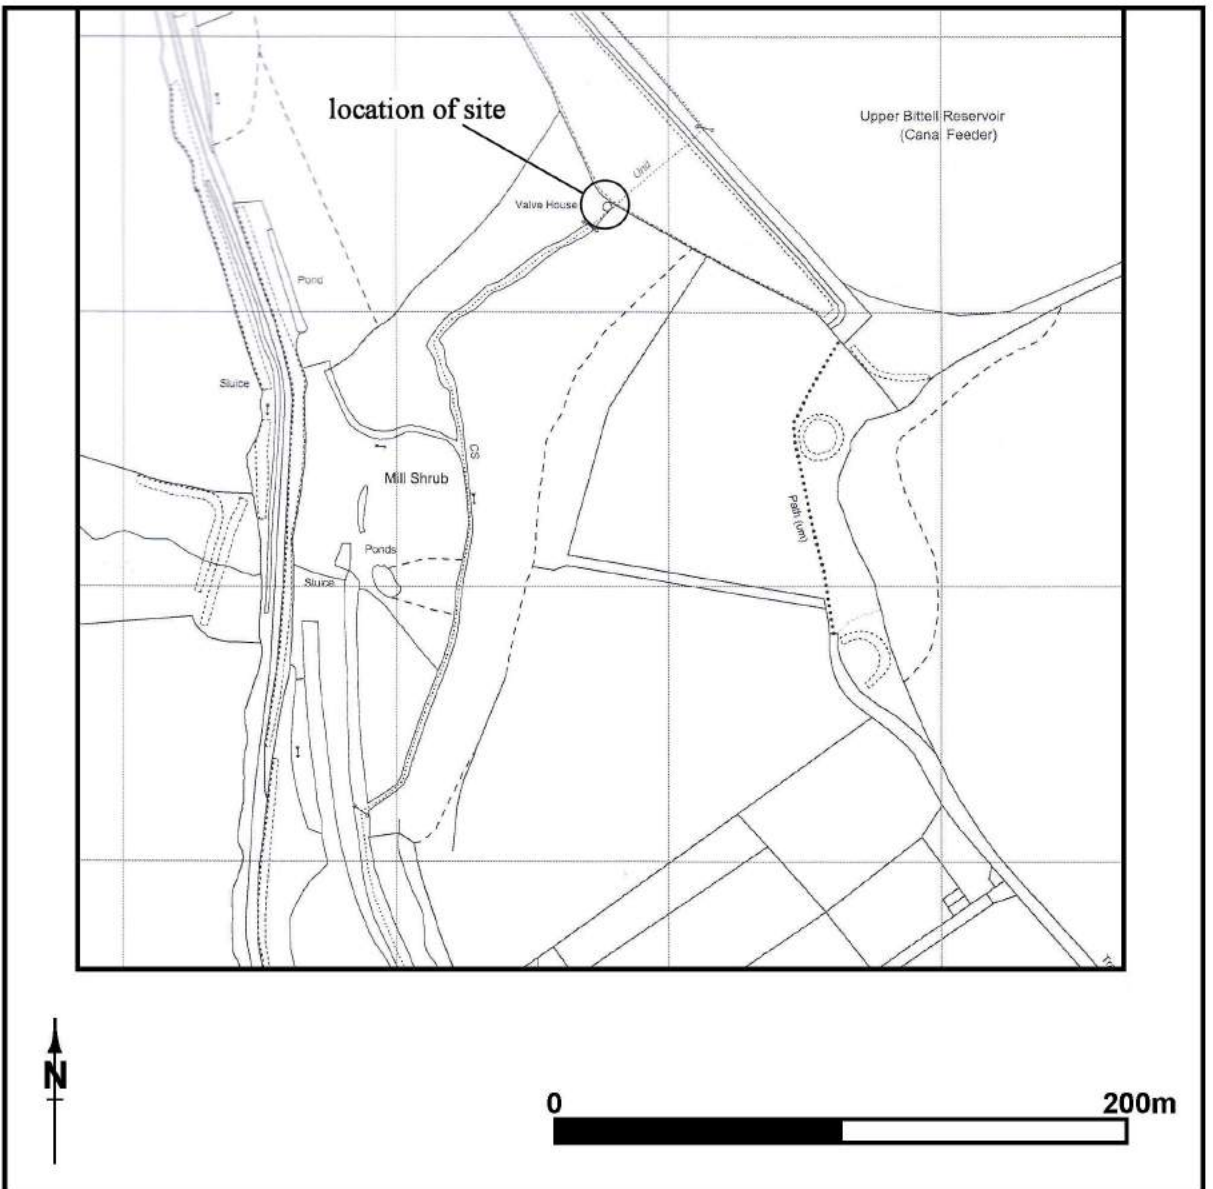 location of site
Upper Bittell Reservoir
(Canal Feeder)
Und
Valve House
Pond
Sluice
CS
Mill Shrub
Path (um)
Ponds
Sluice
N
0
200m